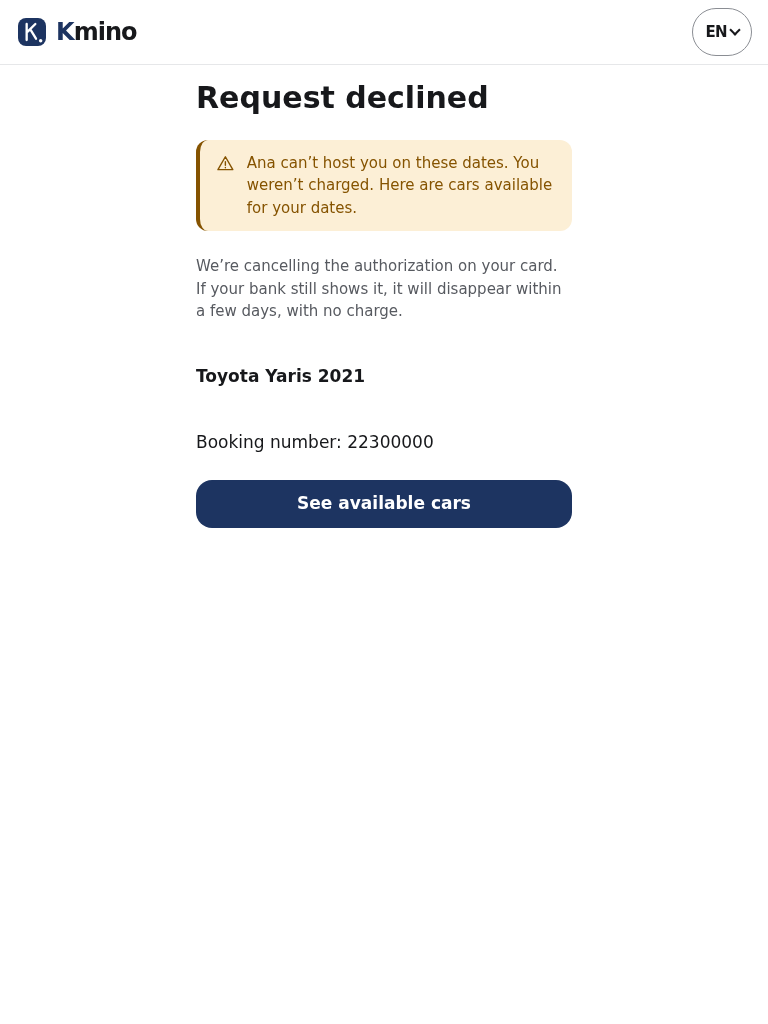 Kmino
EN
Request declined
Ana can’t host you on these dates. You
weren’t charged. Here are cars available
for your dates.
We’re cancelling the authorization on your card.
If your bank still shows it, it will disappear within
a few days, with no charge.
Toyota Yaris 2021
Booking number: 22300000
See available cars